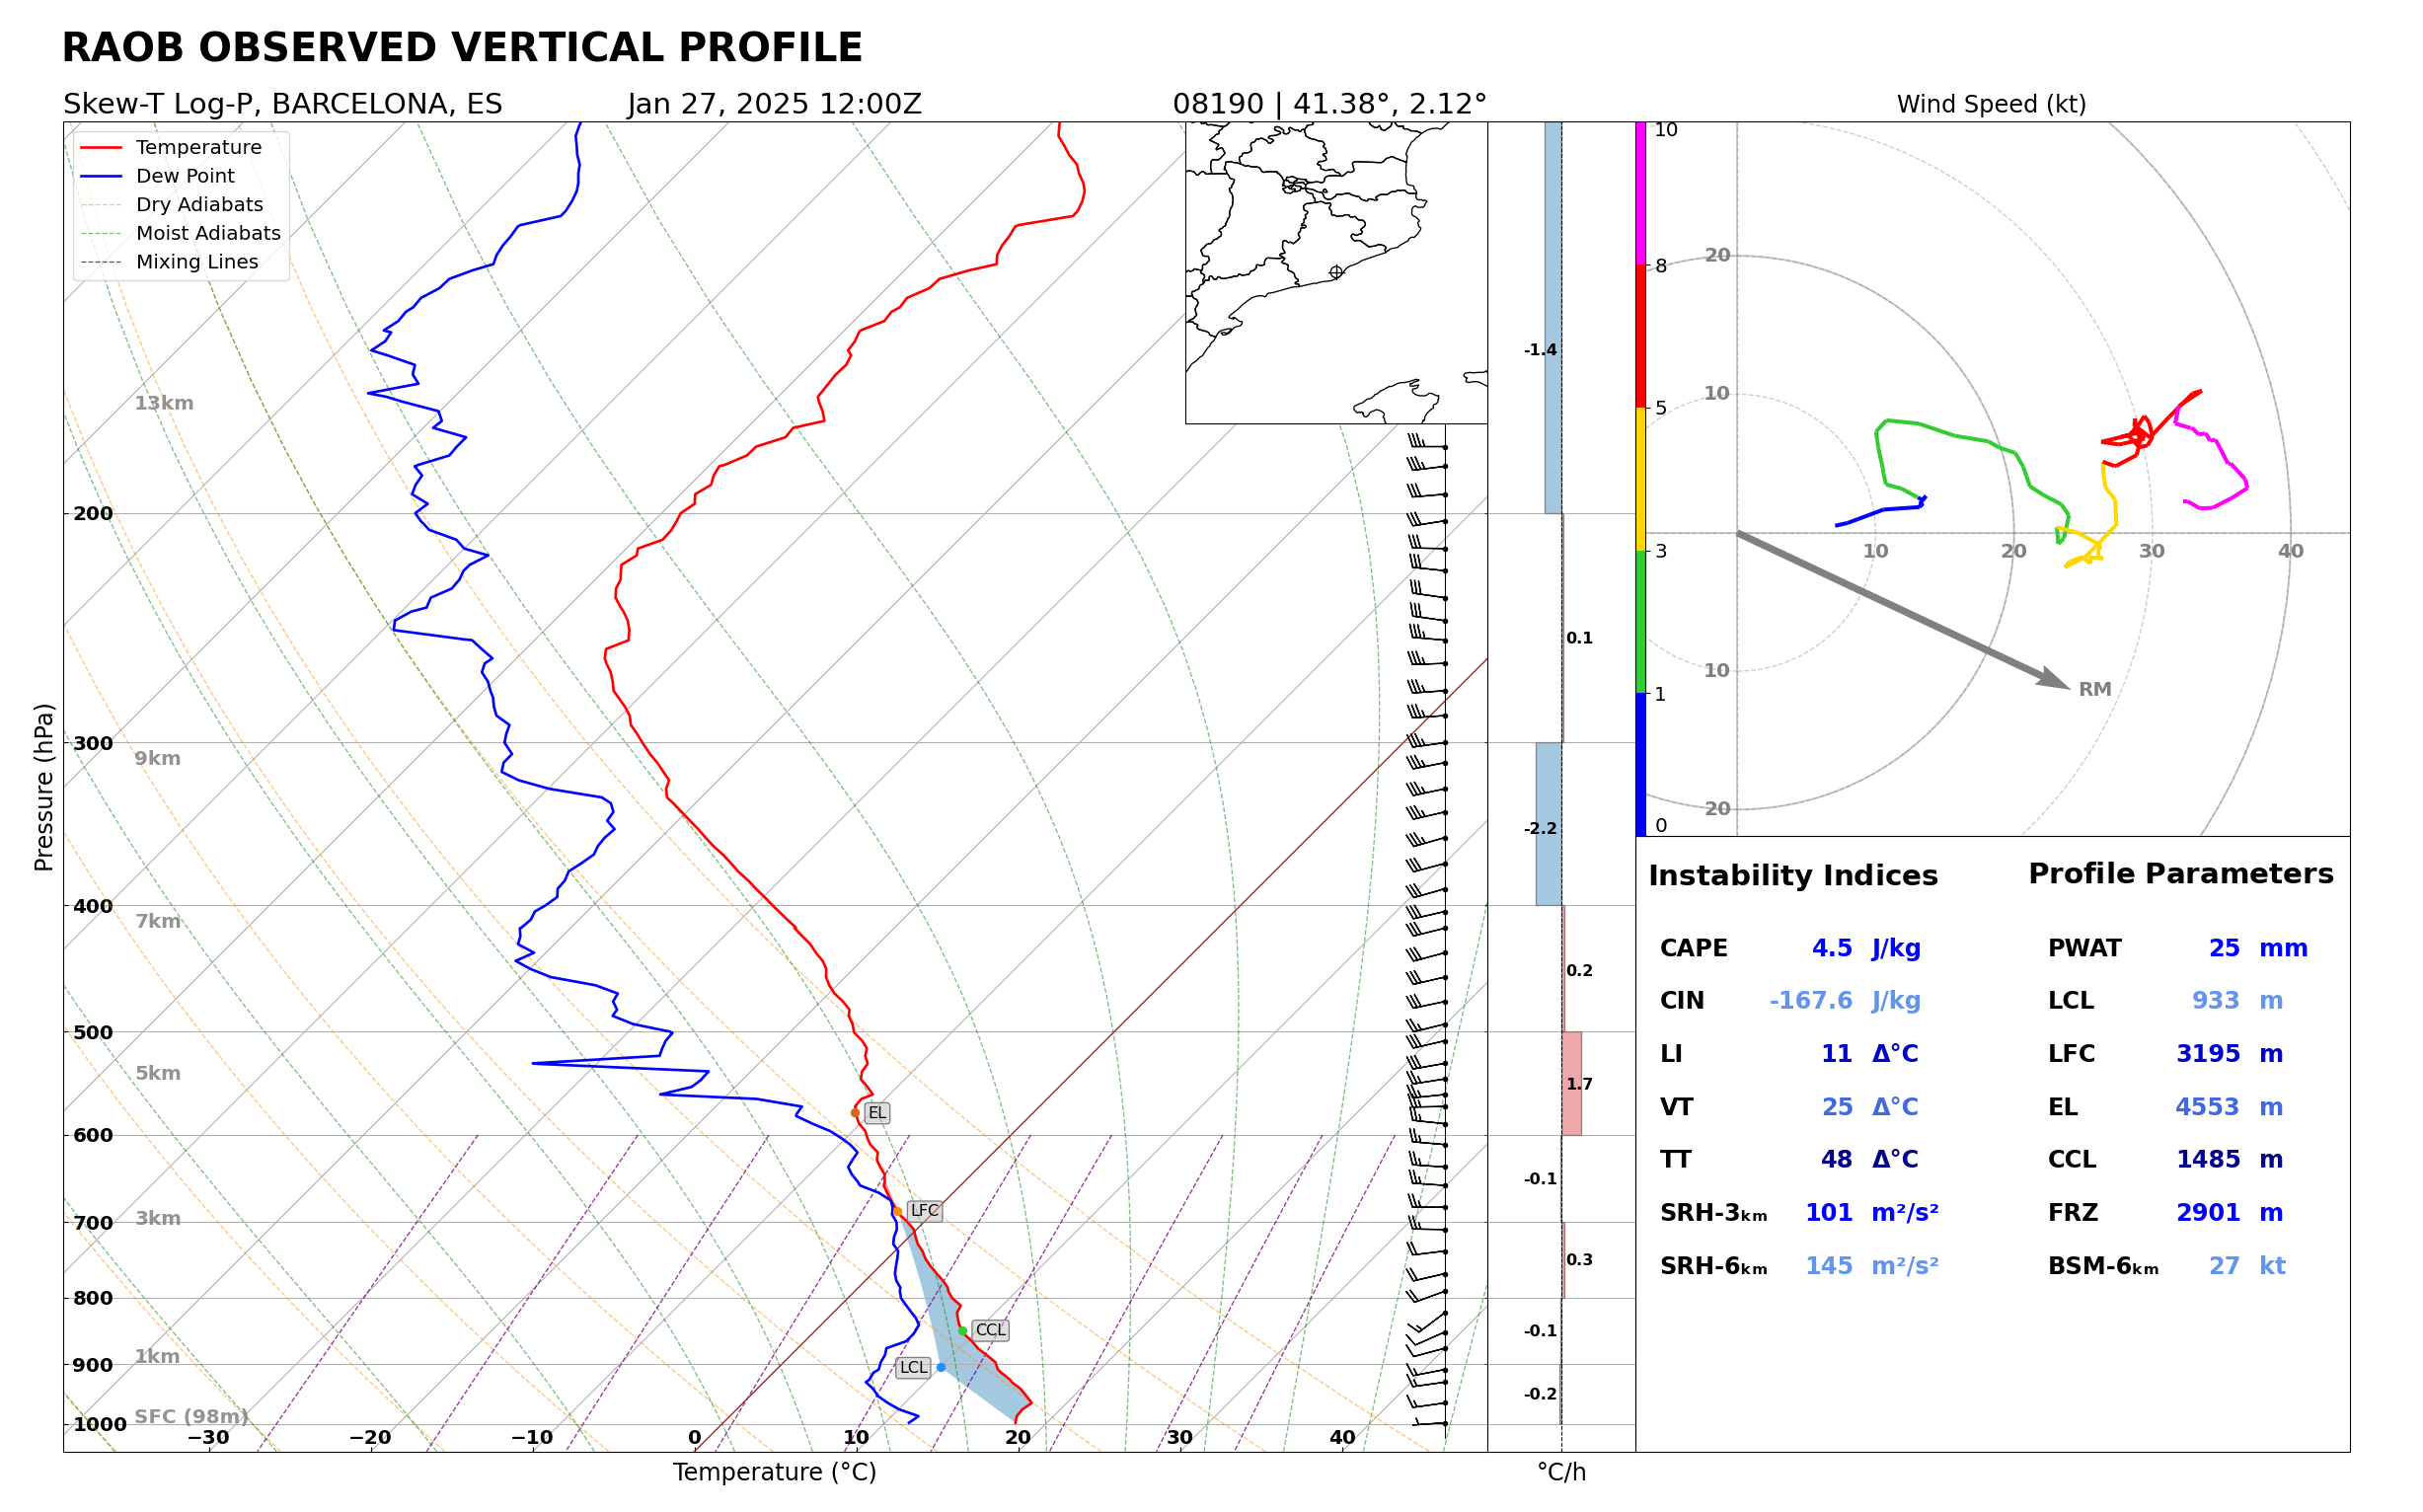 RAOB OBSERVED VERTICAL PROFILE
Skew-T Log-P, BARCELONA, ES
Jan 27, 2025 12:00Z
08190 | 41.38°, 2.12°
Wind Speed (kt)
Temperature
Dew Point
Dry Adiabats
Moist Adiabats
Mixing Lines
13km
9km
7km
5km
3km
1km
SFC (98m)
200
300
400
500
600
700
800
900
1000
Pressure (hPa)
EL
LFC
CCL
LCL
−30
−20
−10
0
10
20
30
40
Temperature (°C)
-1.4
0.1
-2.2
0.2
1.7
-0.1
0.3
-0.1
-0.2
°C/h
10
8
5
3
1
0
20
10
10
20
10
20
30
40
RM
Instability Indices
CAPE 4.5 J/kg
CIN -167.6 J/kg
LI 11 Δ°C
VT 25 Δ°C
TT 48 Δ°C
SRH-3km 101 m²/s²
SRH-6km 145 m²/s²
Profile Parameters
PWAT 25 mm
LCL 933 m
LFC 3195 m
EL 4553 m
CCL 1485 m
FRZ 2901 m
BSM-6km 27 kt